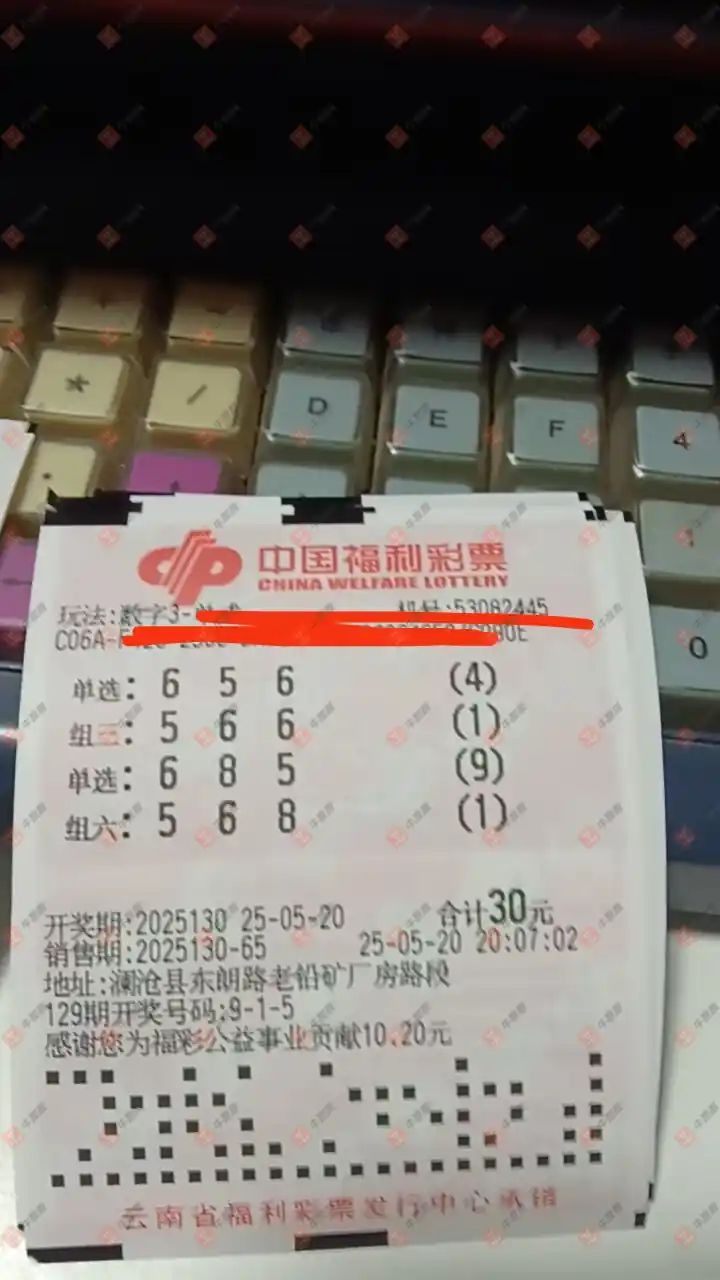 *
/
D
E
F
4
0
中国福利彩票
CHINA WELFARE LOTTERY
玩法:数字3- 机号:53082445
C06A-
单选: 6 5 6 (4)
组三: 5 6 6 (1)
单选: 6 8 5 (9)
组六: 5 6 8 (1)
开奖期:2025130 25-05-20 合计30元
销售期:2025130-65 25-05-20 20:07:02
地址:澜沧县东朗路老铅矿厂房路段
129期开奖号码:9-1-5
感谢您为福彩公益事业贡献10.20元
云南省福利彩票发行中心承销